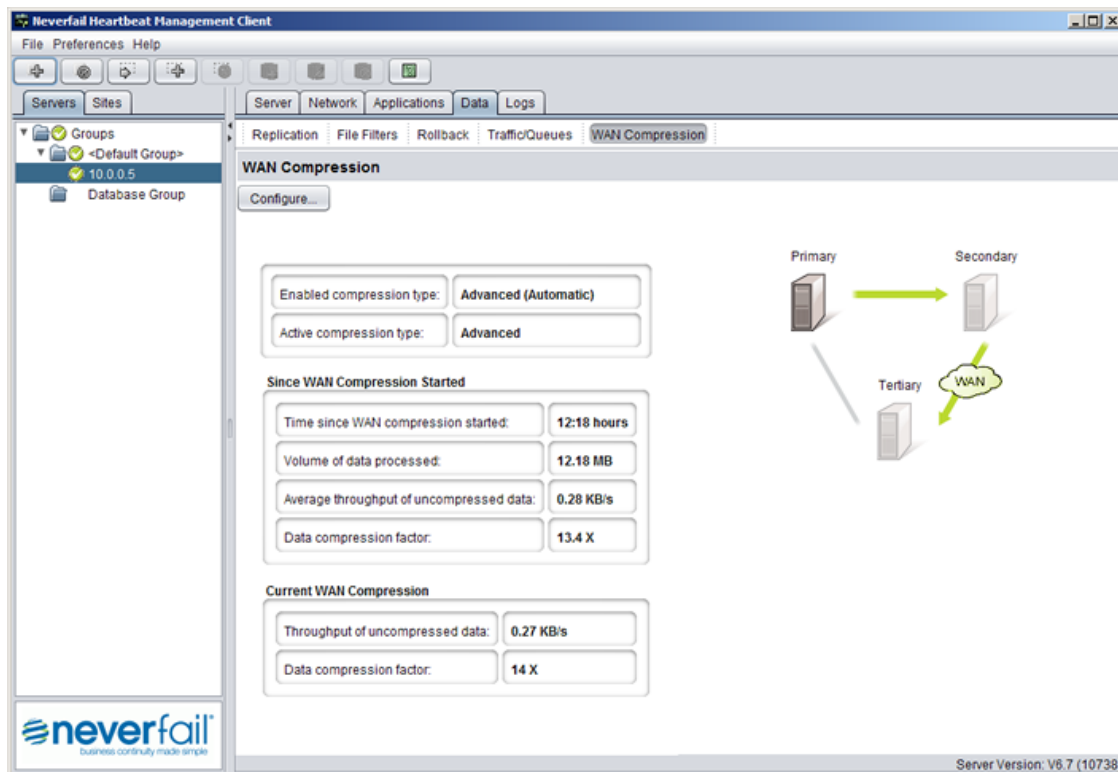 Neverfail Heartbeat Management Client
File Preferences Help
Servers Sites
Server Network Applications Data Logs
Groups
<Default Group>
10.0.0.5
Database Group
Replication File Filters Rollback Traffic/Queues WAN Compression
WAN Compression
Configure...
Enabled compression type: Advanced (Automatic)
Active compression type: Advanced
Since WAN Compression Started
Time since WAN compression started: 12:18 hours
Volume of data processed: 12.18 MB
Average throughput of uncompressed data: 0.28 KB/s
Data compression factor: 13.4 X
Current WAN Compression
Throughput of uncompressed data: 0.27 KB/s
Data compression factor: 14 X
Primary Secondary
Tertiary WAN
neverfail
business continuity made simple
Server Version: V6.7 (10738